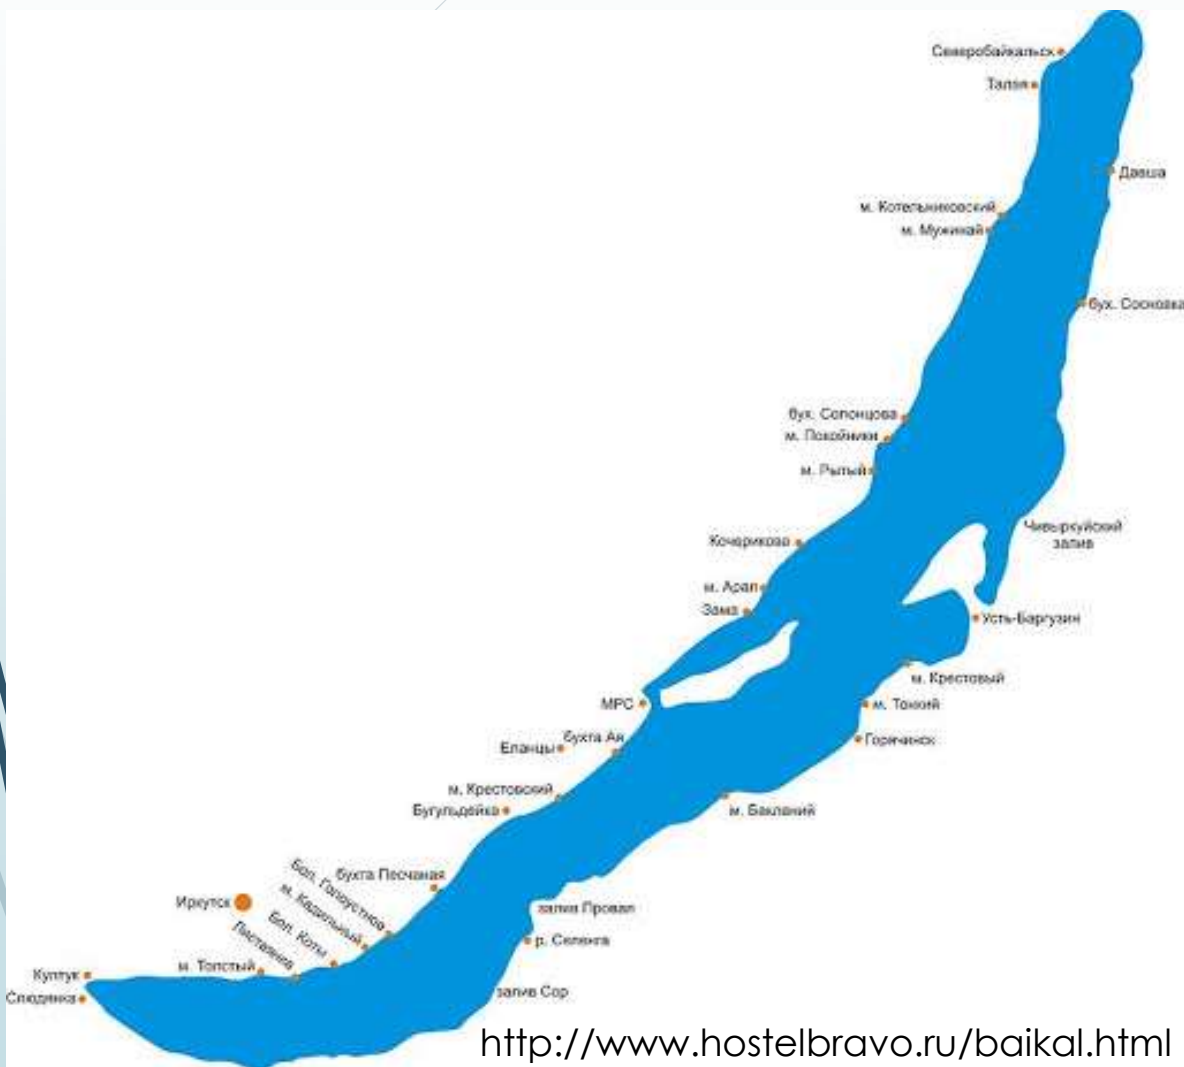 Северобайкальск
Талая
Давша
м. Котельниковский
м. Мужинай
бух. Сосновка
бух. Солонцова
м. Покойники
м. Рытый
Чивыркуйский
залив
Кочериково
м. Арал
Зама
Усть-Баргузин
м. Крестовый
МРС
м. Тонкий
бухта Ая
Горячинск
Еланцы
м. Крестовский
Бугульдейка
м. Бакланий
бухта Песчаная
Бол. Голоустное
м. Кадильный
Иркутск
залив Провал
Бол. Коты
Листвянка
р. Селенга
м. Толстый
Култук
залив Сор
Слюдянка
http://www.hostelbravo.ru/baikal.html